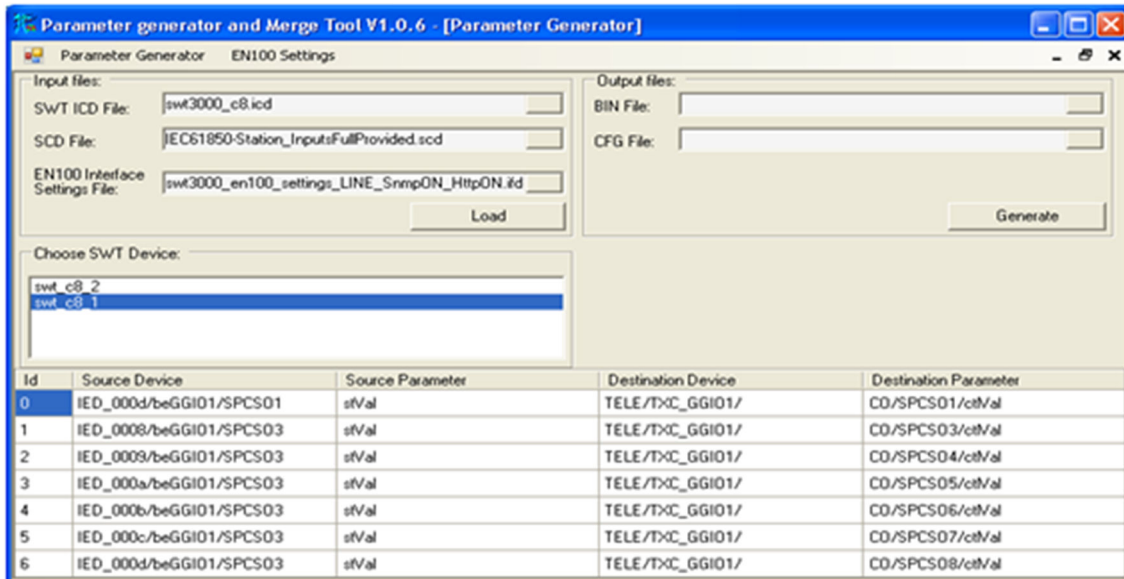 Parameter generator and Merge Tool V1.0.6 - [Parameter Generator]
Parameter Generator EN100 Settings
Input files:
SWT ICD File: swt3000_c8.icd
SCD File: IEC61850-Station_InputsFullProvided.scd
EN100 Interface
Settings File: swt3000_en100_settings_LINE_SnmpON_HttpON.ifd
Load
Output files:
BIN File:
CFG File:
Generate
Choose SWT Device:
swt_c8_2
swt_c8_1
Id Source Device Source Parameter Destination Device Destination Parameter
0 IED_000d/beGGIO1/SPCSO1 stVal TELE/TXC_GGIO1/ CO/SPCSO1/ctlVal
1 IED_0008/beGGIO1/SPCSO3 stVal TELE/TXC_GGIO1/ CO/SPCSO3/ctlVal
2 IED_0009/beGGIO1/SPCSO3 stVal TELE/TXC_GGIO1/ CO/SPCSO4/ctlVal
3 IED_000a/beGGIO1/SPCSO3 stVal TELE/TXC_GGIO1/ CO/SPCSO5/ctlVal
4 IED_000b/beGGIO1/SPCSO3 stVal TELE/TXC_GGIO1/ CO/SPCSO6/ctlVal
5 IED_000c/beGGIO1/SPCSO3 stVal TELE/TXC_GGIO1/ CO/SPCSO7/ctlVal
6 IED_000d/beGGIO1/SPCSO3 stVal TELE/TXC_GGIO1/ CO/SPCSO8/ctlVal